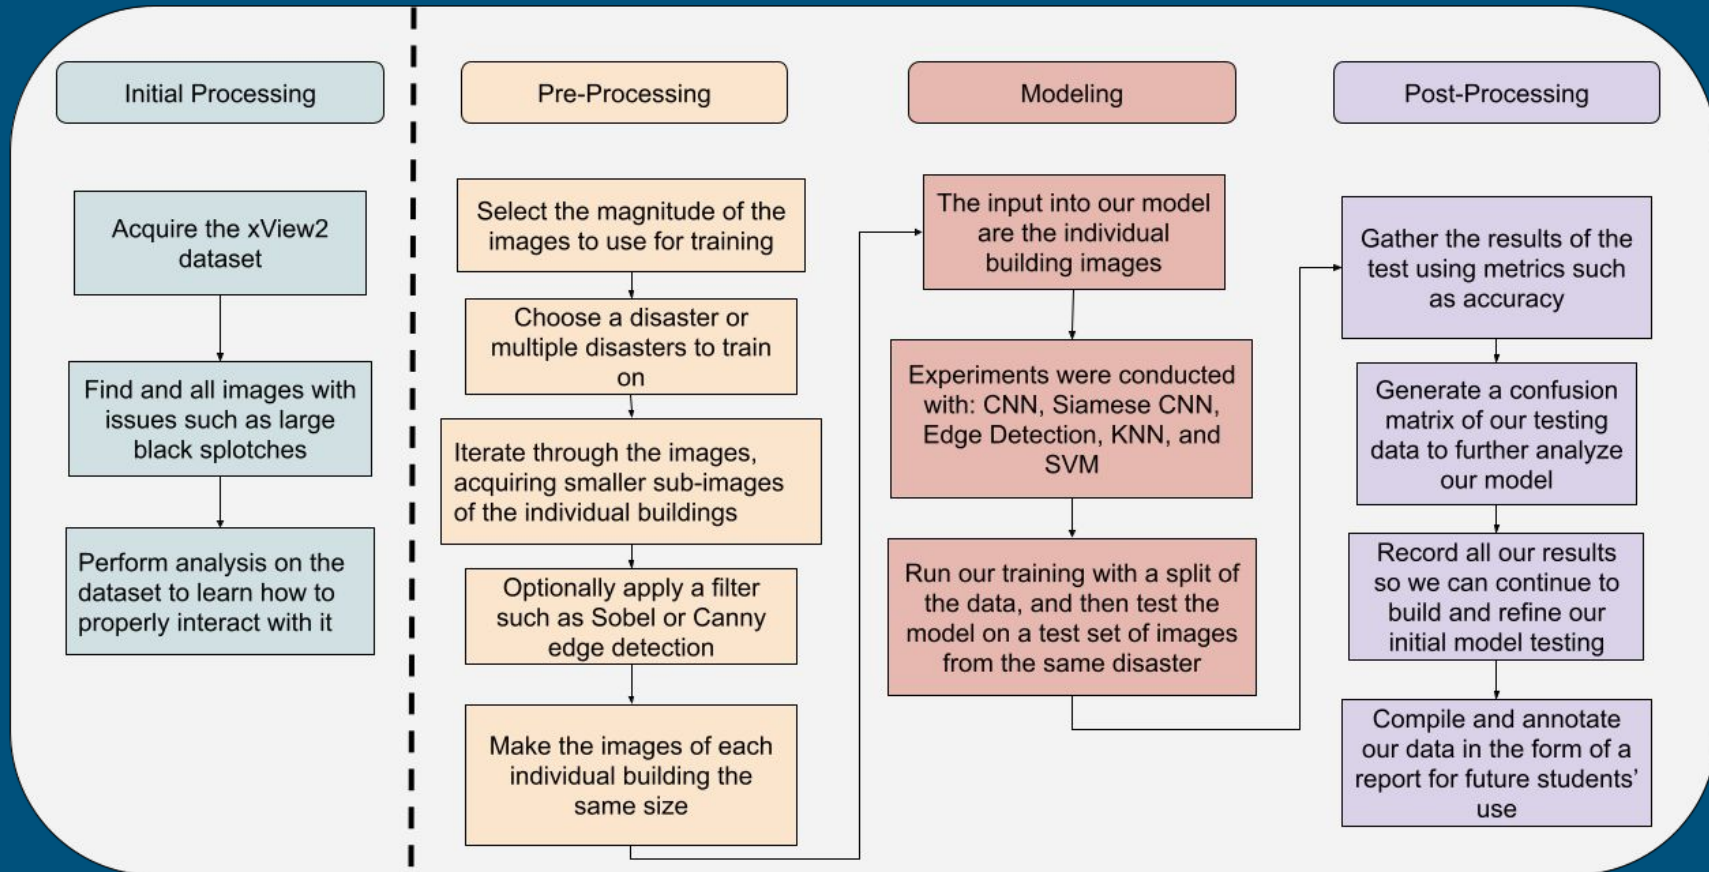 Initial Processing
Acquire the xView2
dataset
Find and all images with
issues such as large
black splotches
Perform analysis on the
dataset to learn how to
properly interact with it
Pre-Processing
Select the magnitude of the
images to use for training
Choose a disaster or
multiple disasters to train
on
Iterate through the images,
acquiring smaller sub-images
of the individual buildings
Optionally apply a filter
such as Sobel or Canny
edge detection
Make the images of each
individual building the
same size
Modeling
The input into our model
are the individual
building images
Experiments were conducted
with: CNN, Siamese CNN,
Edge Detection, KNN, and
SVM
Run our training with a split of
the data, and then test the
model on a test set of images
from the same disaster
Post-Processing
Gather the results of the
test using metrics such
as accuracy
Generate a confusion
matrix of our testing
data to further analyze
our model
Record all our results
so we can continue to
build and refine our
initial model testing
Compile and annotate
our data in the form of a
report for future students’
use